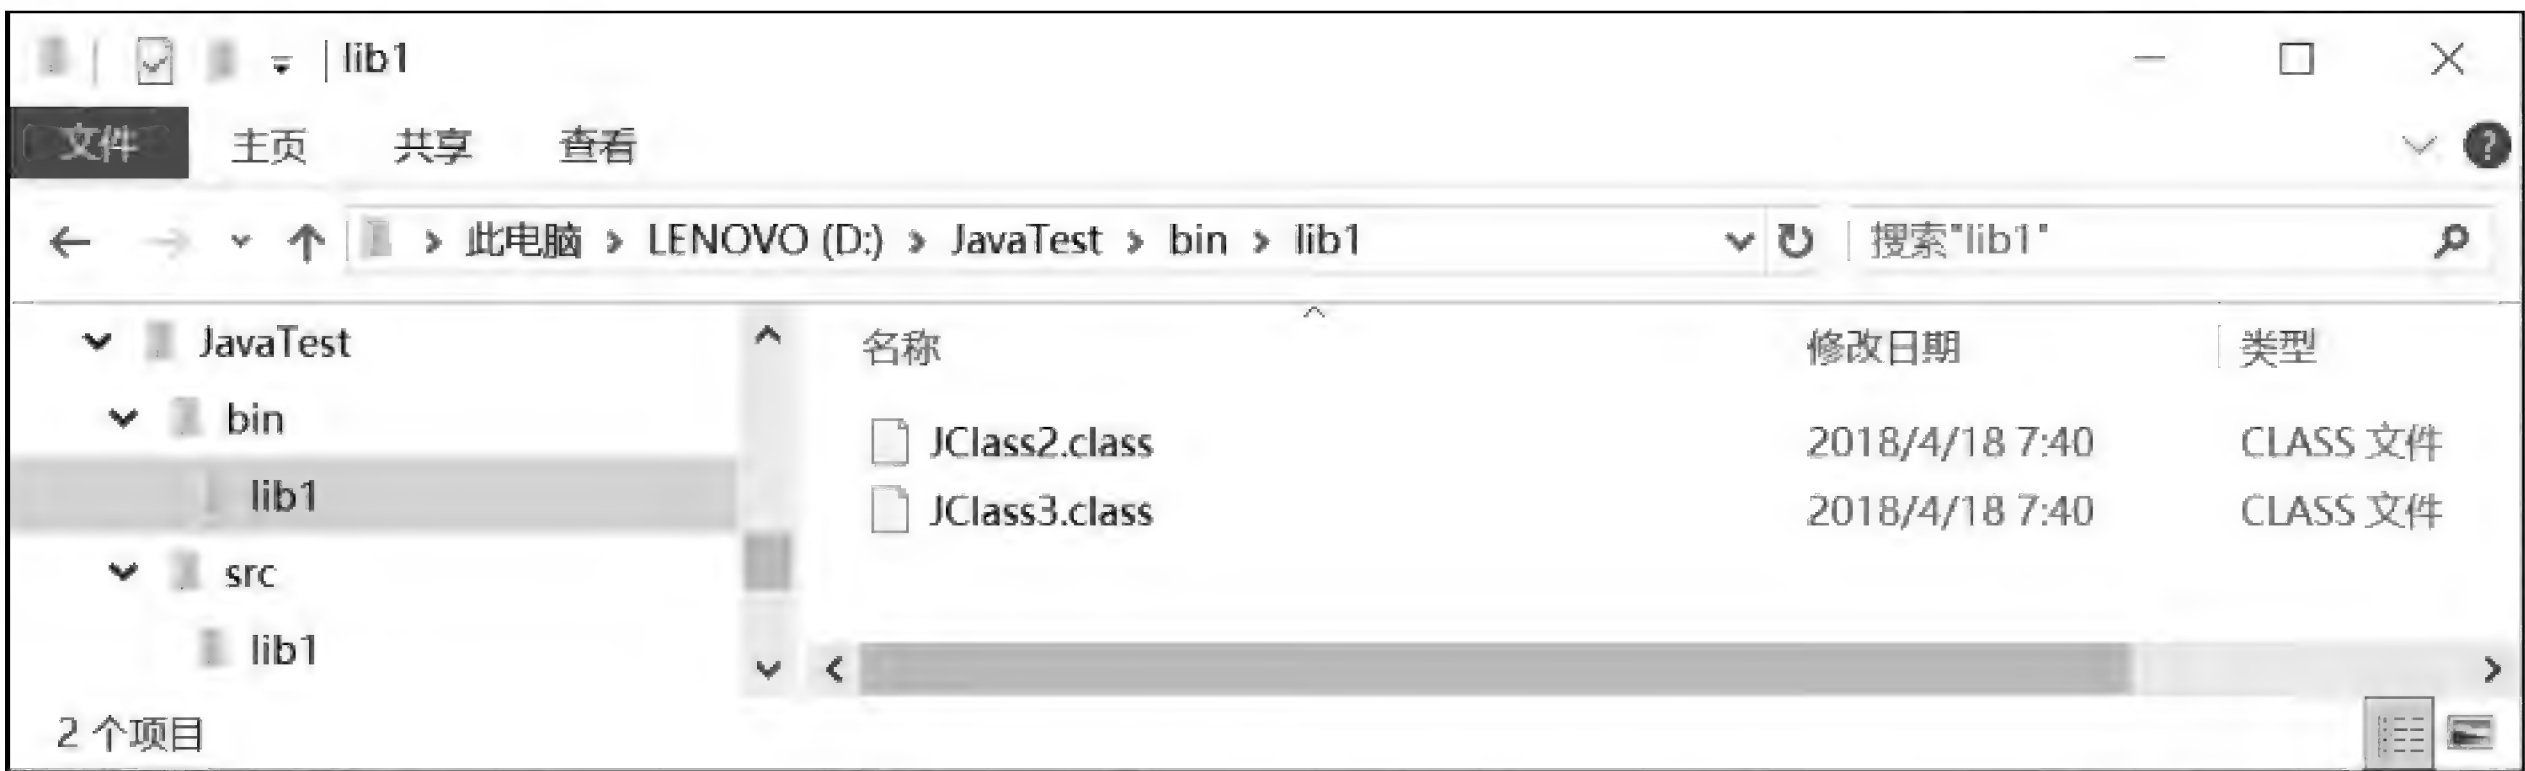 lib1
文件 主页 共享 查看
此电脑 > LENOVO (D:) > JavaTest > bin > lib1 搜索"lib1"
JavaTest
bin
lib1
src
lib1
名称 修改日期 类型
JClass2.class 2018/4/18 7:40 CLASS 文件
JClass3.class 2018/4/18 7:40 CLASS 文件
2 个项目